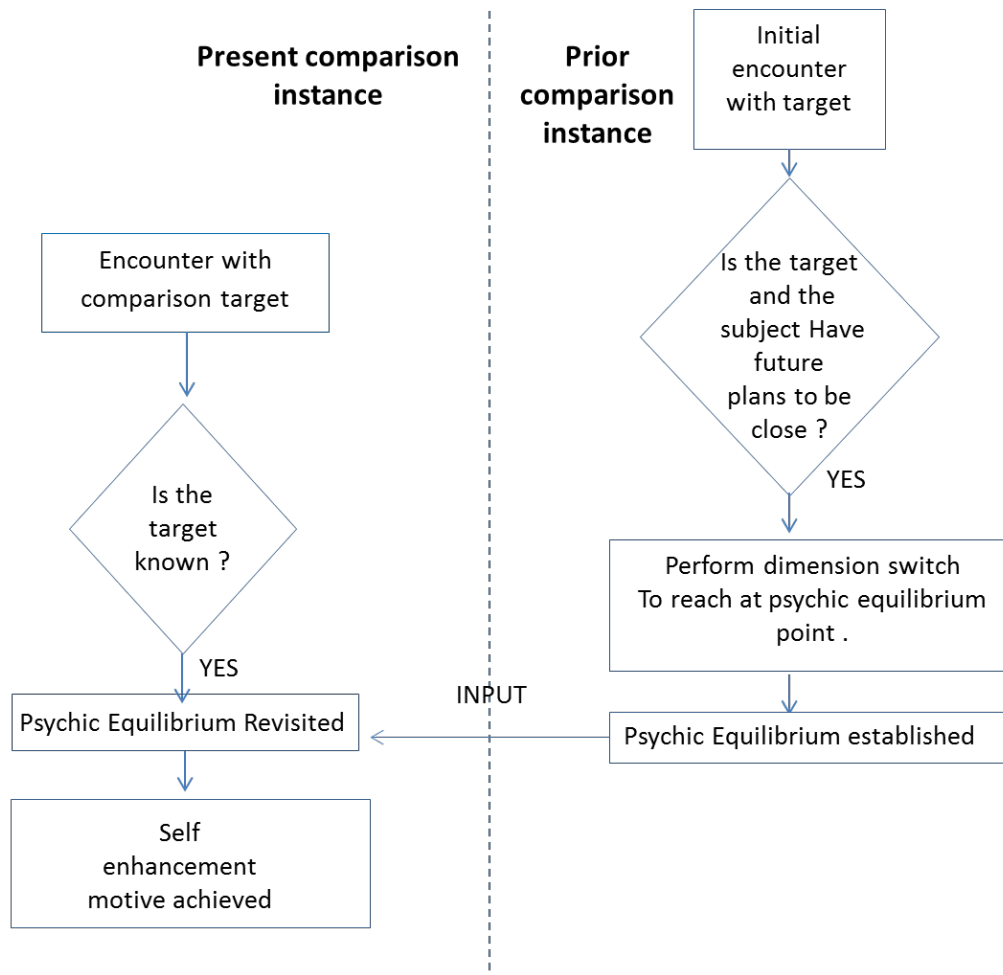 Present comparison
instance
Encounter with
comparison target
Is the
target
known ?
YES
Psychic Equilibrium Revisited
Self
enhancement
motive achieved
Prior
comparison
instance
Initial
encounter
with target
Is the target
and the
subject Have
future
plans to be
close ?
YES
Perform dimension switch
To reach at psychic equilibrium
point .
Psychic Equilibrium established
INPUT